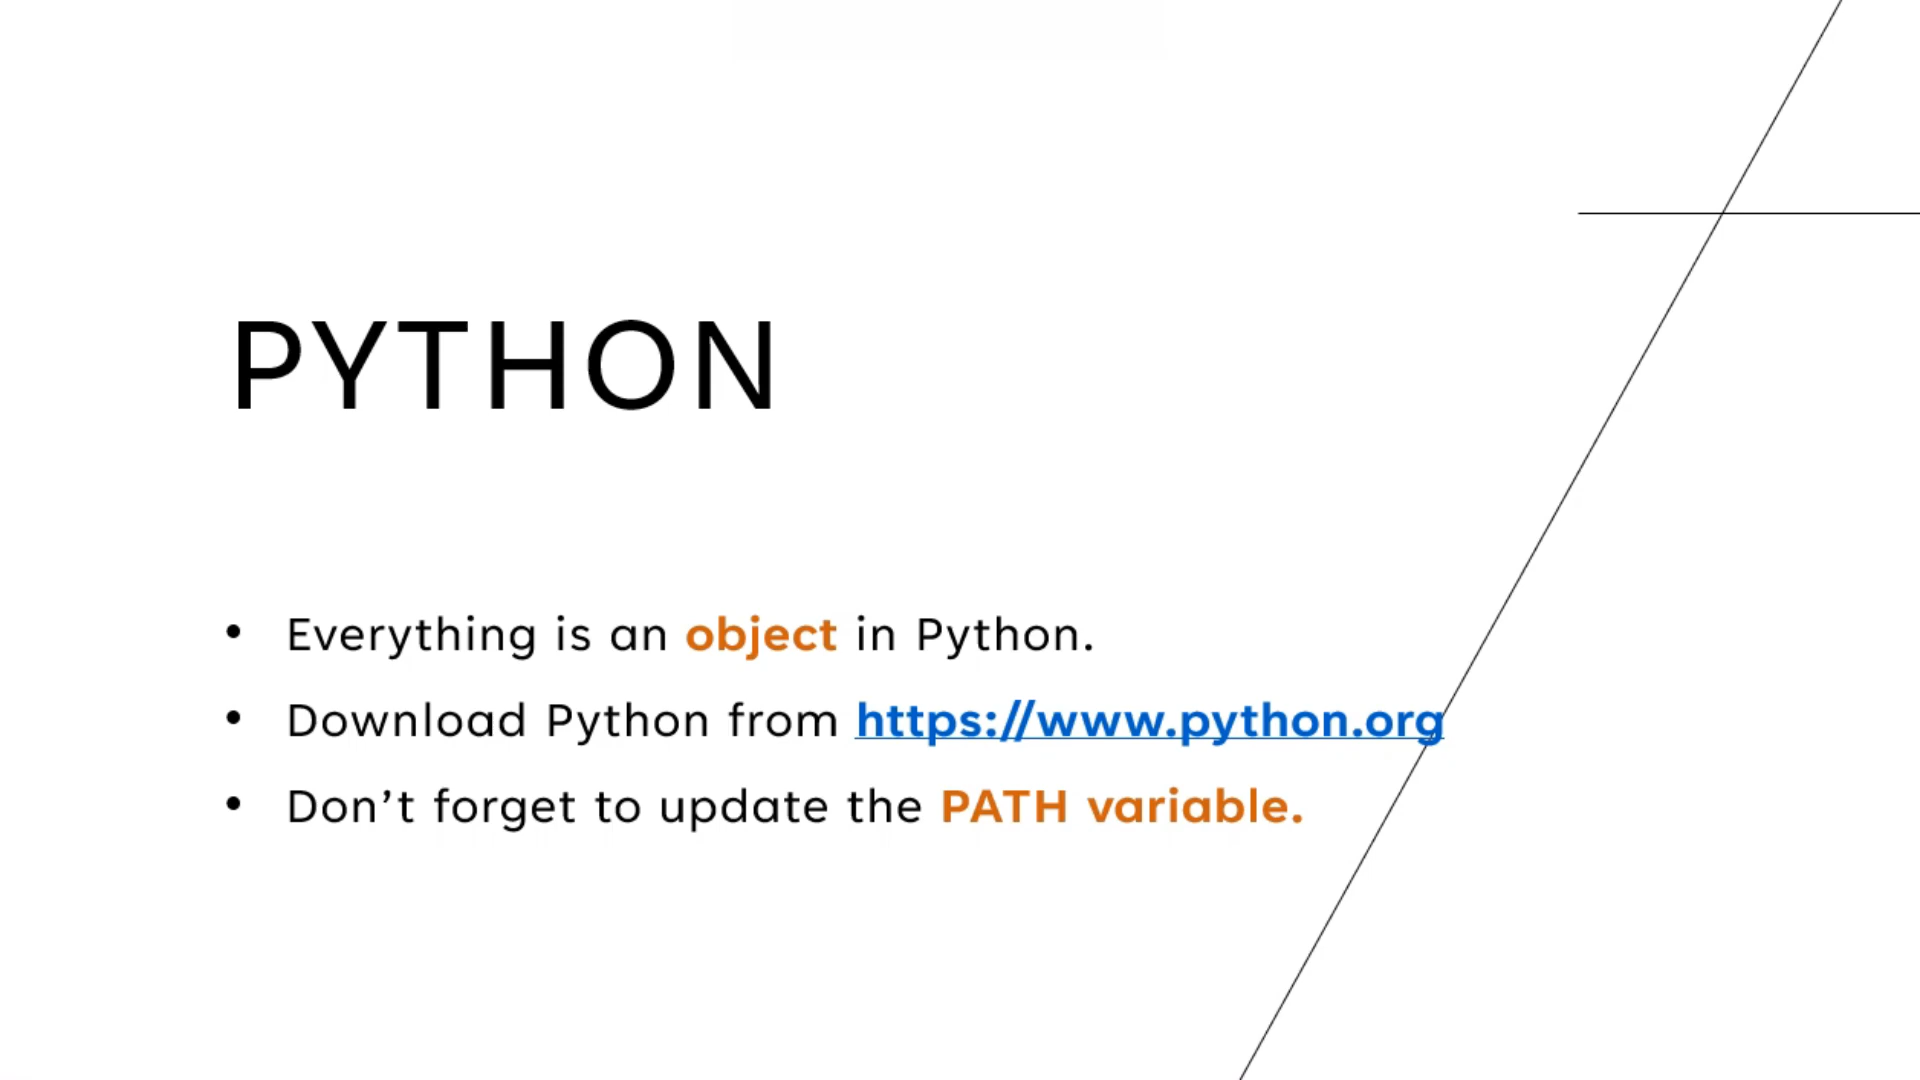 PYTHON
• Everything is an object in Python.
• Download Python from https://www.python.org
• Don’t forget to update the PATH variable.